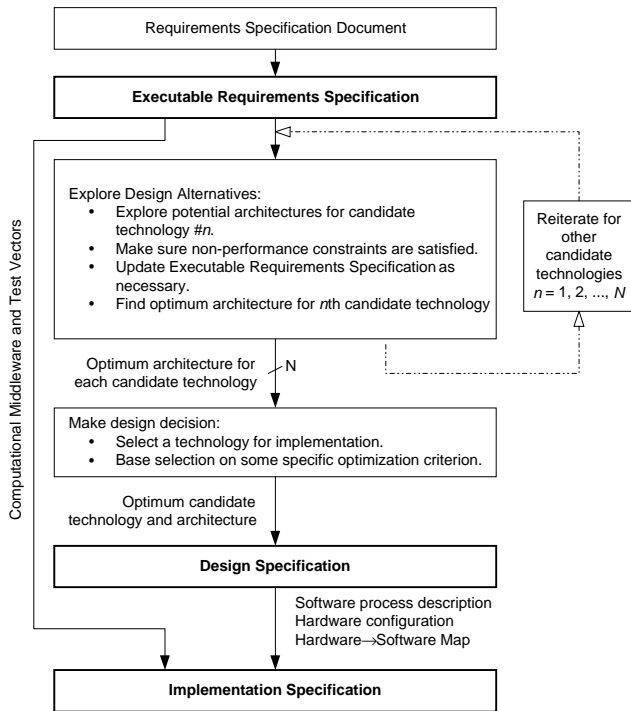 Requirements Specification Document
Executable Requirements Specification
Explore Design Alternatives:
• Explore potential architectures for candidate
technology #n.
• Make sure non-performance constraints are satisfied.
• Update Executable Requirements Specification as
necessary.
• Find optimum architecture for nth candidate technology
Reiterate for
other
candidate
technologies
n = 1, 2, ..., N
Computational Middleware and Test Vectors
Optimum architecture for
each candidate technology
N
Make design decision:
• Select a technology for implementation.
• Base selection on some specific optimization criterion.
Optimum candidate
technology and architecture
Design Specification
Software process description
Hardware configuration
Hardware→Software Map
Implementation Specification